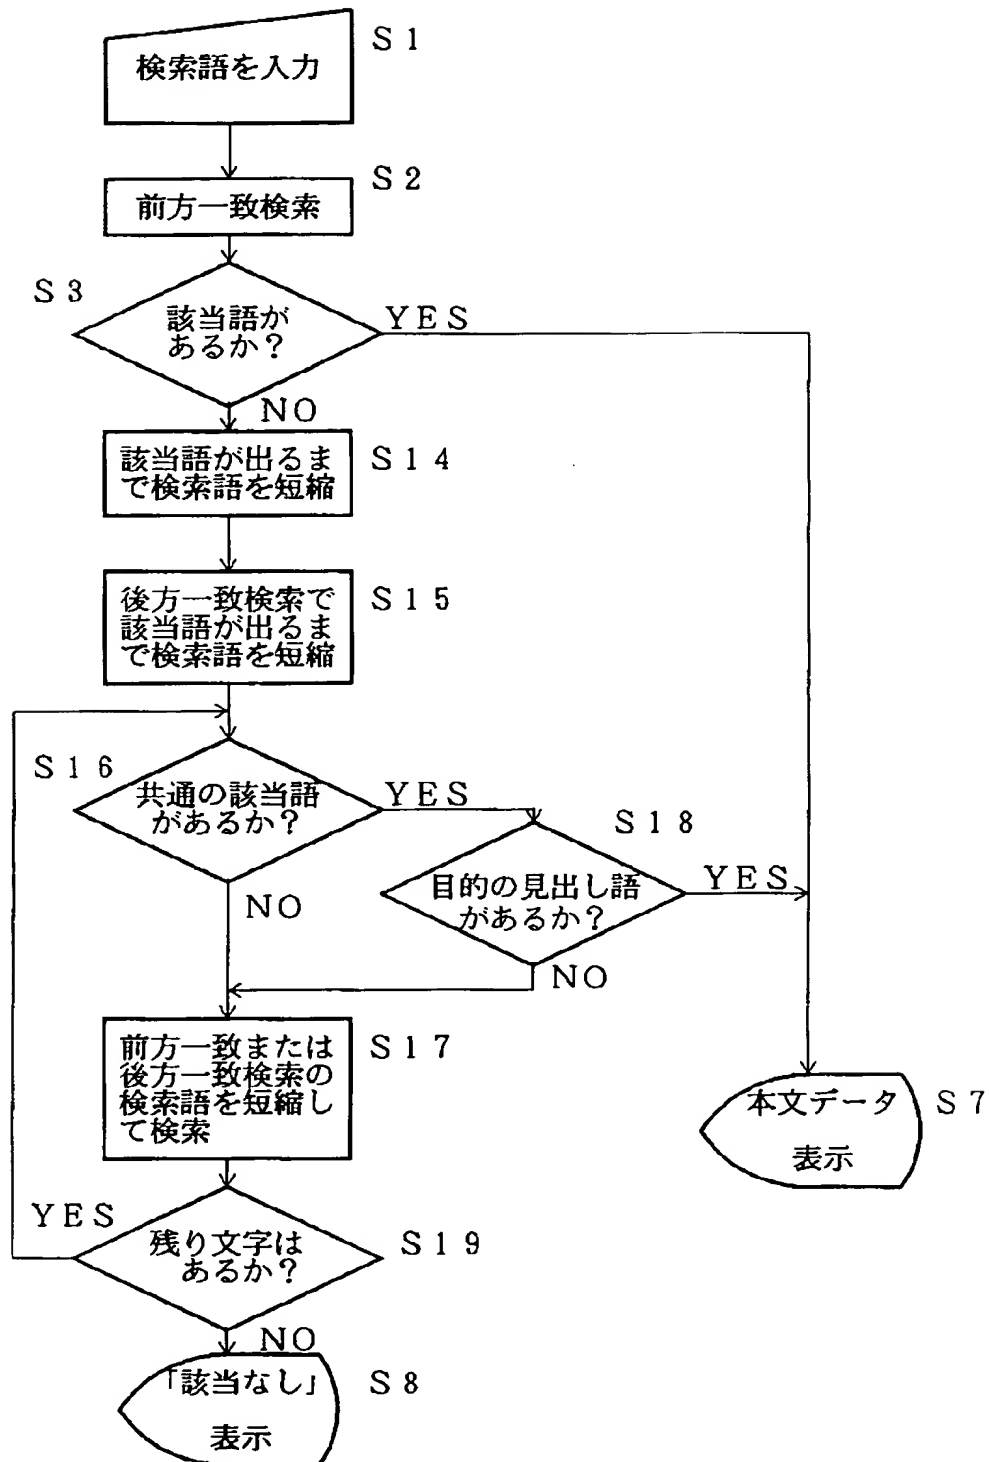 検索語を入力
S1
前方一致検索
S2
S3
該当語が
あるか？
YES
NO
該当語が出るま
で検索語を短縮
S14
後方一致検索で
該当語が出るま
で検索語を短縮
S15
S16
共通の該当語
があるか？
YES
NO
S18
目的の見出し語
があるか？
YES
NO
前方一致または
後方一致検索の
検索語を短縮し
て検索
S17
本文データ
表示
S7
YES
残り文字は
あるか？
S19
NO
「該当なし」
表示
S8